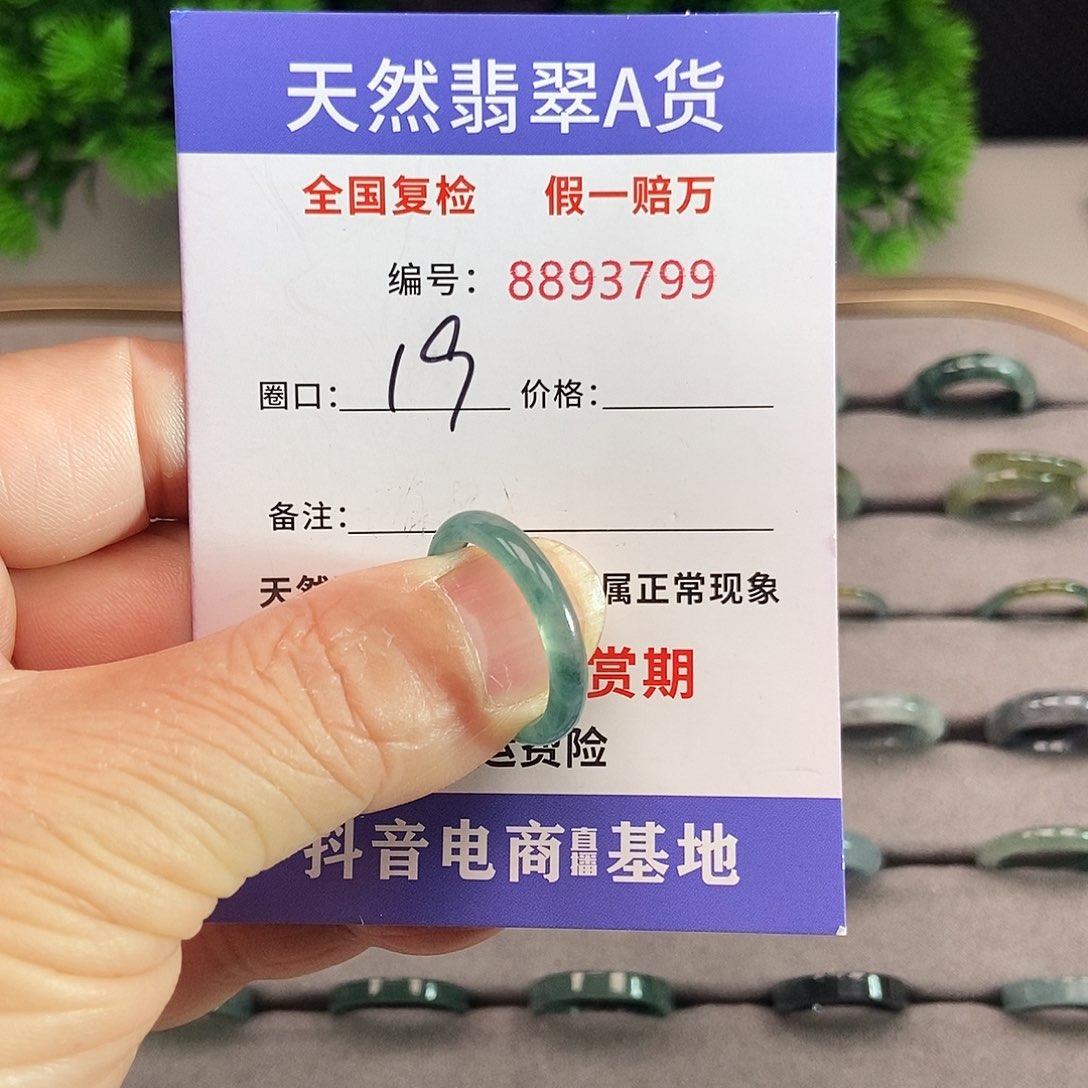 天然翡翠A货
全国复检 假一赔万
编号：8893799
圈口：19 价格：
备注：
天然 属正常现象
赏期
运费险
抖音电商直播基地